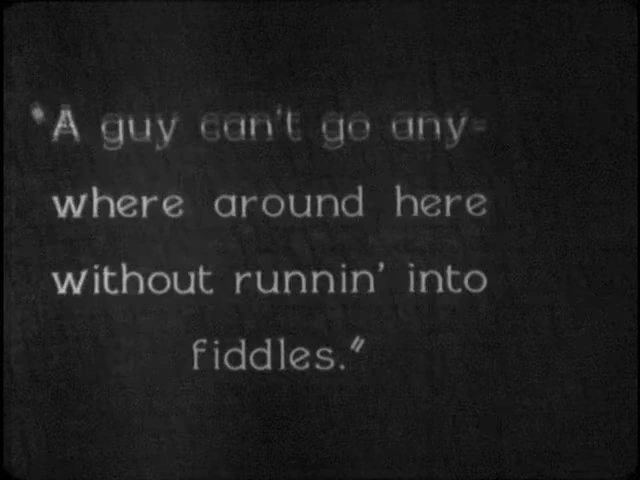 "A guy can't go any-
where around here
without runnin' into
fiddles."